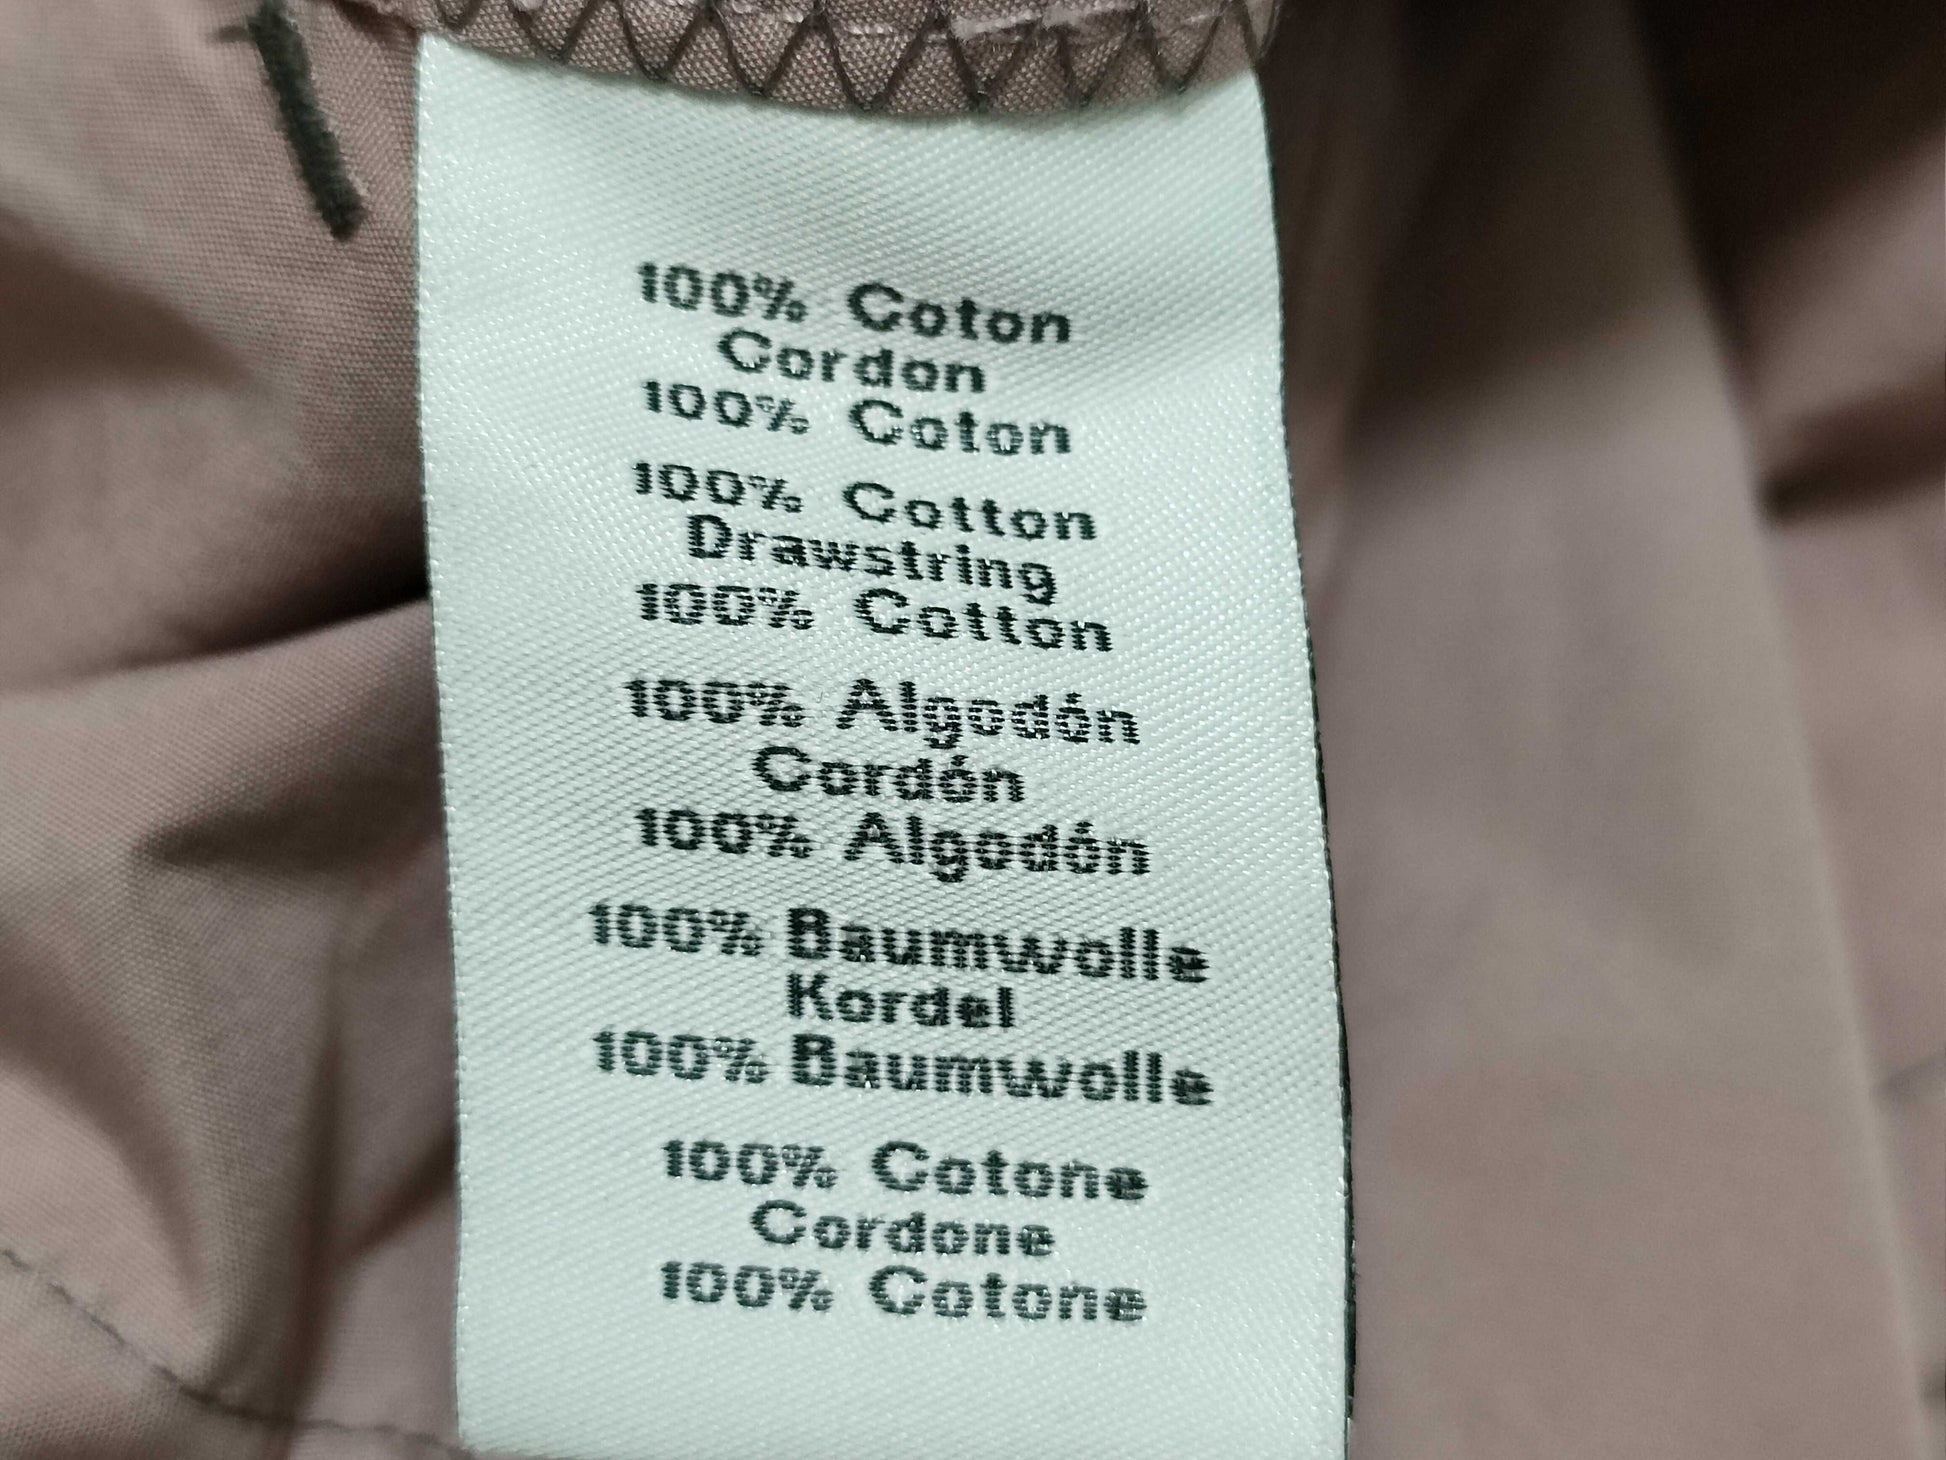 100% Coton
Cordon
100% Coton
100% Cotton
Drawstring
100% Cotton
100% Algodón
Cordón
100% Algodón
100% Baumwolle
Kordel
100% Baumwolle
100% Cotone
Cordone
100% Cotone